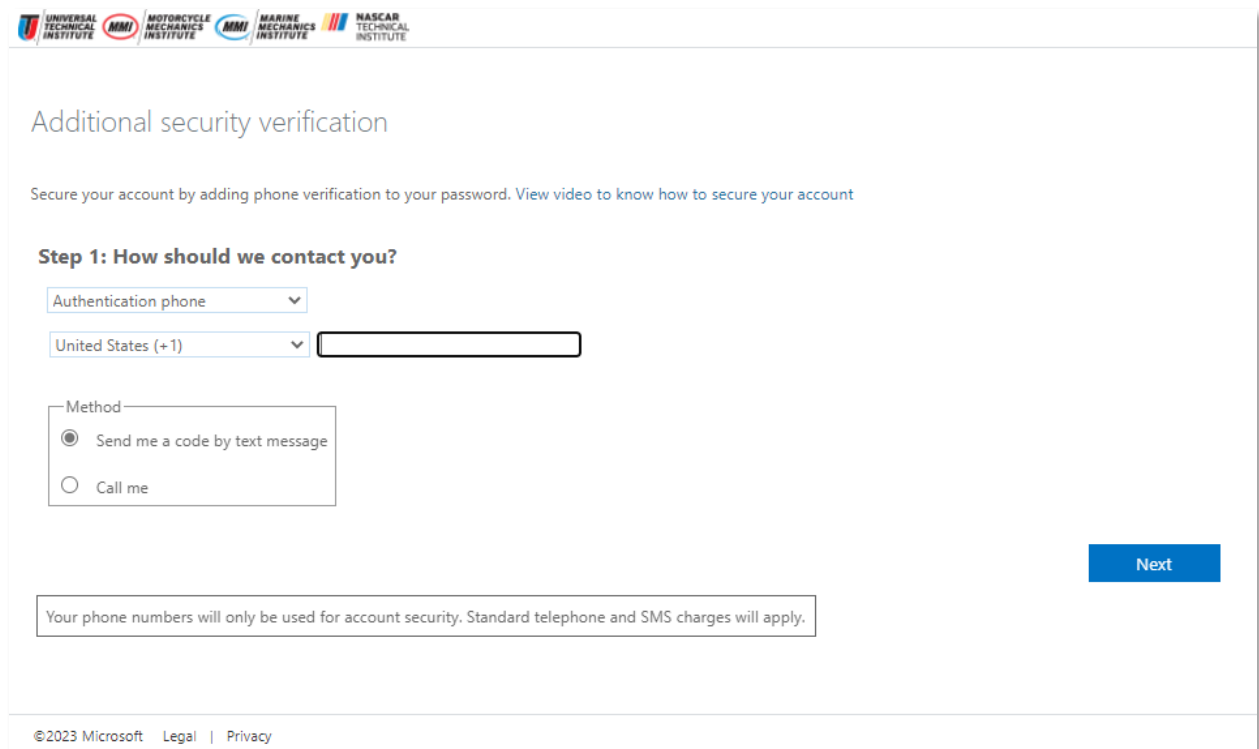 UNIVERSAL TECHNICAL INSTITUTE
MMI MOTORCYCLE MECHANICS INSTITUTE
MMI MARINE MECHANICS INSTITUTE
NASCAR TECHNICAL INSTITUTE
Additional security verification
Secure your account by adding phone verification to your password. View video to know how to secure your account
Step 1: How should we contact you?
Authentication phone
United States (+1)
Method
Send me a code by text message
Call me
Next
Your phone numbers will only be used for account security. Standard telephone and SMS charges will apply.
©2023 Microsoft Legal | Privacy